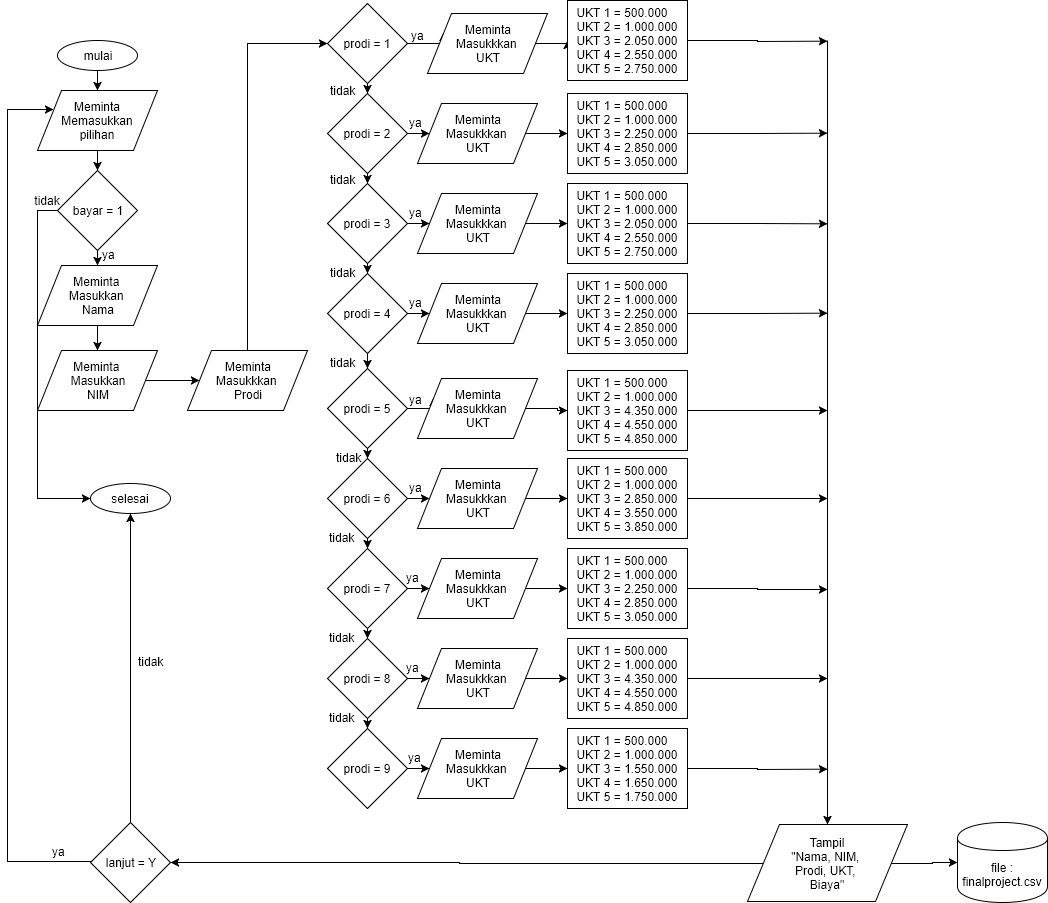 mulai
Meminta
Memasukkan
pilihan
tidak
bayar = 1
ya
Meminta
Masukkan
Nama
Meminta
Masukkan
NIM
Meminta
Masukkkan
Prodi
selesai
tidak
ya
lanjut = Y
prodi = 1
ya
Meminta
Masukkkan
UKT
UKT 1 = 500.000
UKT 2 = 1.000.000
UKT 3 = 2.050.000
UKT 4 = 2.550.000
UKT 5 = 2.750.000
tidak
prodi = 2
ya
Meminta
Masukkkan
UKT
UKT 1 = 500.000
UKT 2 = 1.000.000
UKT 3 = 2.250.000
UKT 4 = 2.850.000
UKT 5 = 3.050.000
tidak
prodi = 3
ya
Meminta
Masukkkan
UKT
UKT 1 = 500.000
UKT 2 = 1.000.000
UKT 3 = 2.050.000
UKT 4 = 2.550.000
UKT 5 = 2.750.000
tidak
prodi = 4
ya
Meminta
Masukkkan
UKT
UKT 1 = 500.000
UKT 2 = 1.000.000
UKT 3 = 2.250.000
UKT 4 = 2.850.000
UKT 5 = 3.050.000
tidak
prodi = 5
ya
Meminta
Masukkkan
UKT
UKT 1 = 500.000
UKT 2 = 1.000.000
UKT 3 = 4.350.000
UKT 4 = 4.550.000
UKT 5 = 4.850.000
tidak
prodi = 6
ya
Meminta
Masukkkan
UKT
UKT 1 = 500.000
UKT 2 = 1.000.000
UKT 3 = 2.850.000
UKT 4 = 3.550.000
UKT 5 = 3.850.000
tidak
prodi = 7
ya
Meminta
Masukkkan
UKT
UKT 1 = 500.000
UKT 2 = 1.000.000
UKT 3 = 2.250.000
UKT 4 = 2.850.000
UKT 5 = 3.050.000
tidak
prodi = 8
ya
Meminta
Masukkkan
UKT
UKT 1 = 500.000
UKT 2 = 1.000.000
UKT 3 = 4.350.000
UKT 4 = 4.550.000
UKT 5 = 4.850.000
tidak
prodi = 9
ya
Meminta
Masukkkan
UKT
UKT 1 = 500.000
UKT 2 = 1.000.000
UKT 3 = 1.550.000
UKT 4 = 1.650.000
UKT 5 = 1.750.000
Tampil
"Nama, NIM,
Prodi, UKT,
Biaya"
file :
finalproject.csv